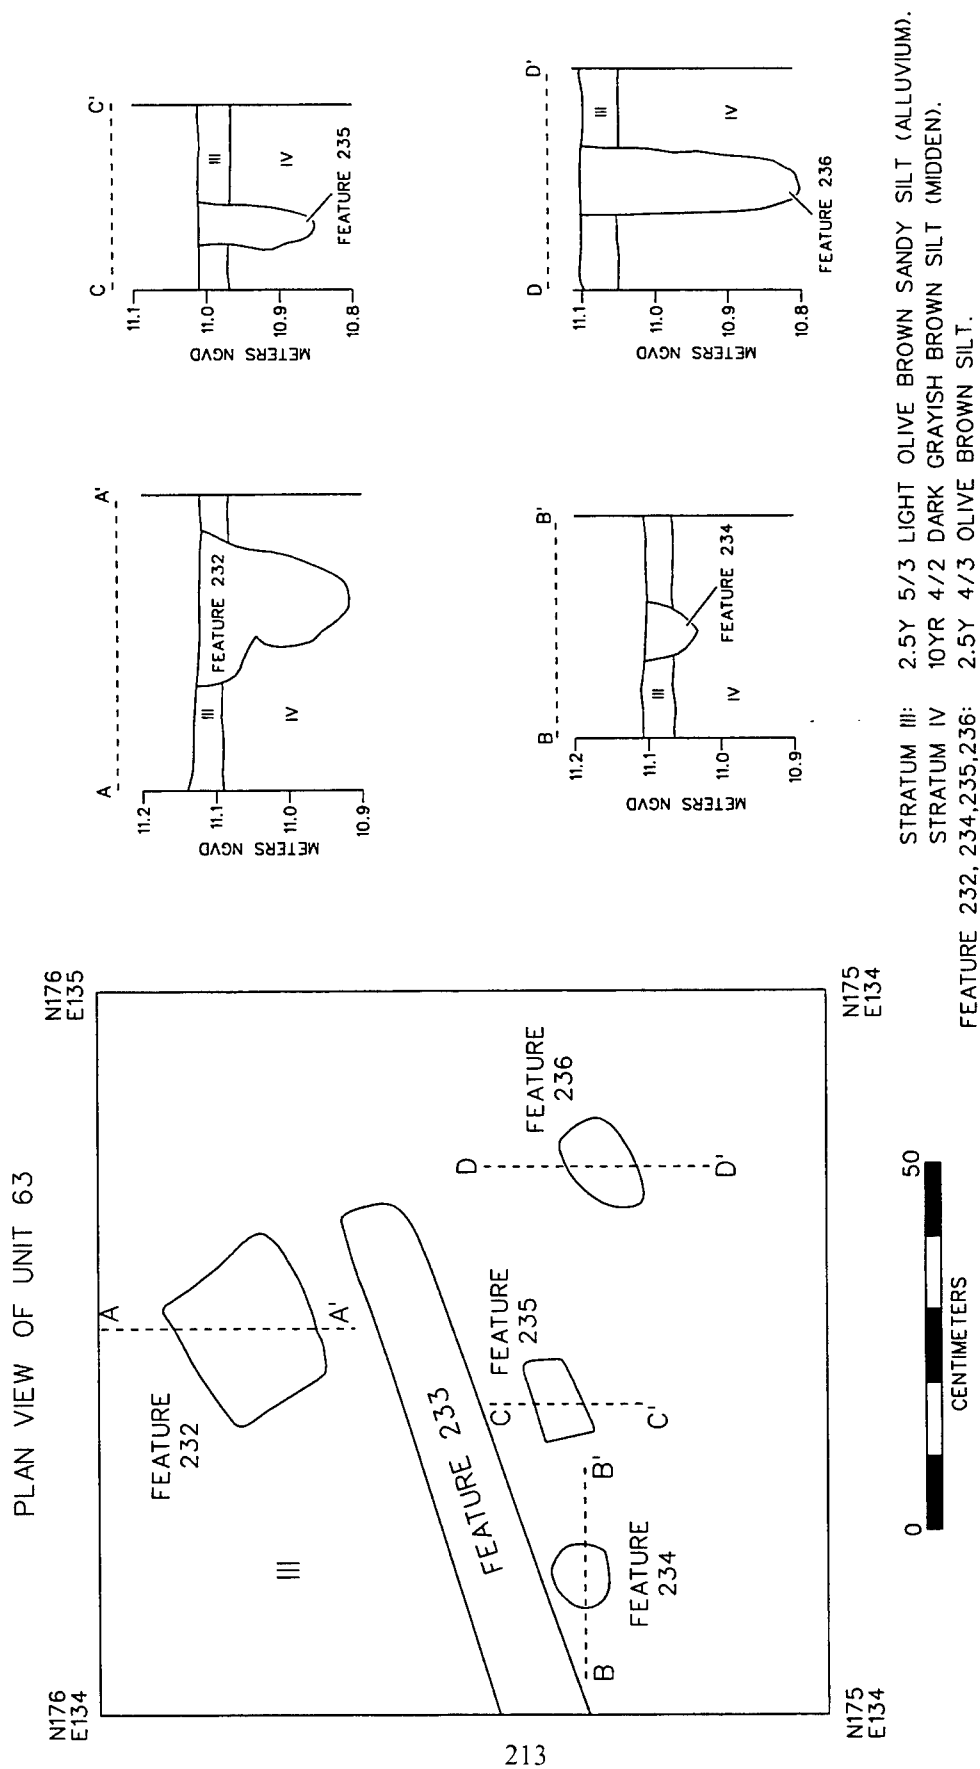 PLAN VIEW OF UNIT 63
N176
E134
N176
E135
III
FEATURE
232
A
A'
FEATURE 233
FEATURE
234
B
B'
FEATURE
235
C
C'
FEATURE
236
D
D'
N175
E134
N175
E134
0
50
CENTIMETERS
A
A'
11.2
11.1
11.0
10.9
METERS NGVD
III
IV
FEATURE 232
C
C'
11.1
11.0
10.9
10.8
METERS NGVD
III
IV
FEATURE 235
B
B'
11.2
11.1
11.0
10.9
METERS NGVD
III
IV
FEATURE 234
D
D'
11.1
11.0
10.9
10.8
METERS NGVD
III
IV
FEATURE 236
STRATUM III: 2.5Y 5/3 LIGHT OLIVE BROWN SANDY SILT (ALLUVIUM).
STRATUM IV 10YR 4/2 DARK GRAYISH BROWN SILT (MIDDEN).
FEATURE 232, 234,235,236: 2.5Y 4/3 OLIVE BROWN SILT.
213